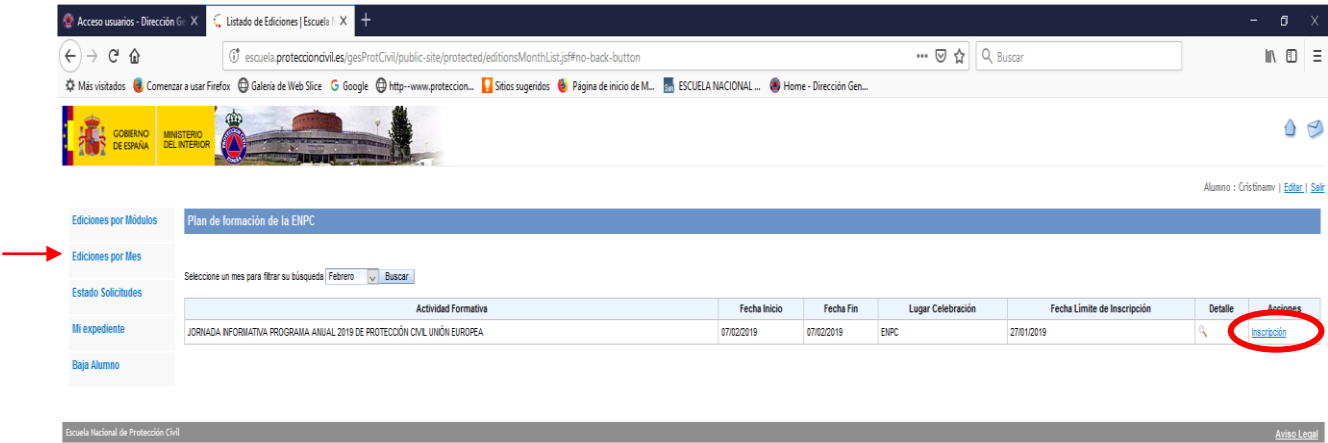 Acceso usuarios - Dirección Ge X Listado de Ediciones | Escuela N X +
escuela.proteccioncivil.es/gesProtCivil/public-site/protected/editionsMonthList.jsf#no-back-button Buscar
Más visitados Comenzar a usar Firefox Galería de Web Slice Google http--www.proteccion... Sitios sugeridos Página de inicio de M... ESCUELA NACIONAL ... Home - Dirección Gen...
GOBIERNO DE ESPAÑA
MINISTERIO DEL INTERIOR
Alumno : Cristinamv | Editar | Salir
Ediciones por Módulos
Ediciones por Mes
Estado Solicitudes
Mi expediente
Baja Alumno
Plan de formación de la ENPC
Seleccione un mes para filtrar su búsqueda Febrero Buscar
Actividad Formativa Fecha Inicio Fecha Fin Lugar Celebración Fecha Límite de Inscripción Detalle Acciones
JORNADA INFORMATIVA PROGRAMA ANUAL 2019 DE PROTECCIÓN CIVIL UNIÓN EUROPEA 07/02/2019 07/02/2019 ENPC 27/01/2019 Inscripción
Escuela Nacional de Protección Civil Aviso Legal